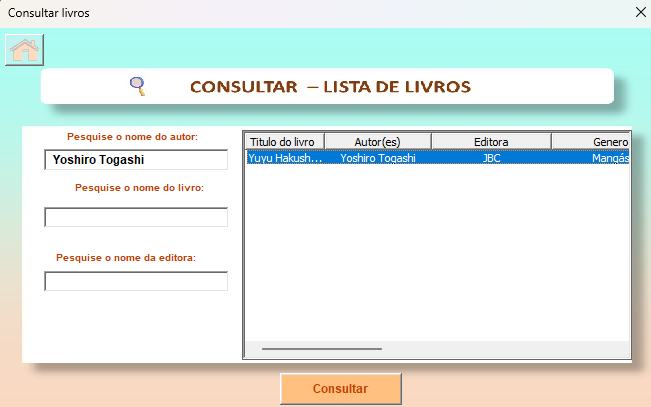 Consultar livros
CONSULTAR – LISTA DE LIVROS
Pesquise o nome do autor:
Yoshiro Togashi
Pesquise o nome do livro:
Pesquise o nome da editora:
Titulo do livro Autor(es) Editora Genero
Yuyu Hakush... Yoshiro Togashi JBC Mangás
Consultar